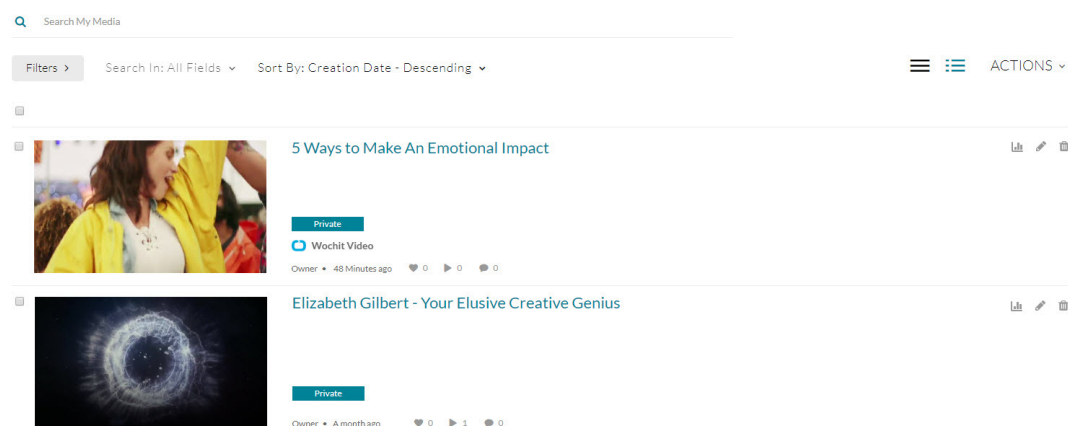 Search My Media
Filters > Search In: All Fields Sort By: Creation Date - Descending ACTIONS
5 Ways to Make An Emotional Impact
Private
Wochit Video
Owner • 48 Minutes ago 0 0 0
Elizabeth Gilbert - Your Elusive Creative Genius
Private
Owner • A month ago 0 1 0